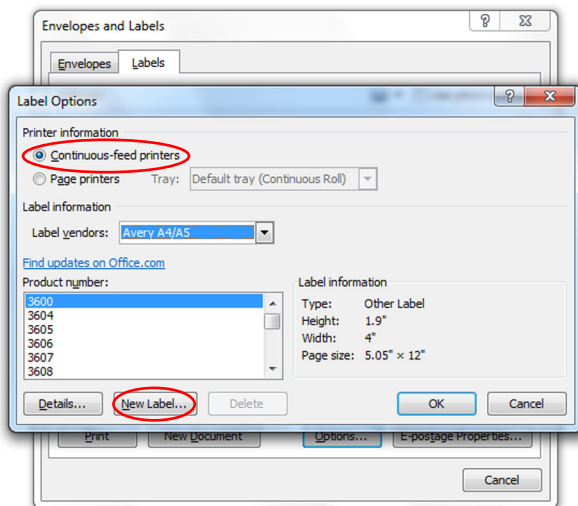 Envelopes and Labels
Envelopes Labels
Label Options
Printer information
Continuous-feed printers
Page printers Tray: Default tray (Continuous Roll)
Label information
Label vendors: Avery A4/A5
Find updates on Office.com
Product number:
3600
3604
3605
3606
3607
3608
Label information
Type: Other Label
Height: 1.9"
Width: 4"
Page size: 5.05" × 12"
Details... New Label... Delete OK Cancel
Print New Document Options... E-postage Properties...
Cancel